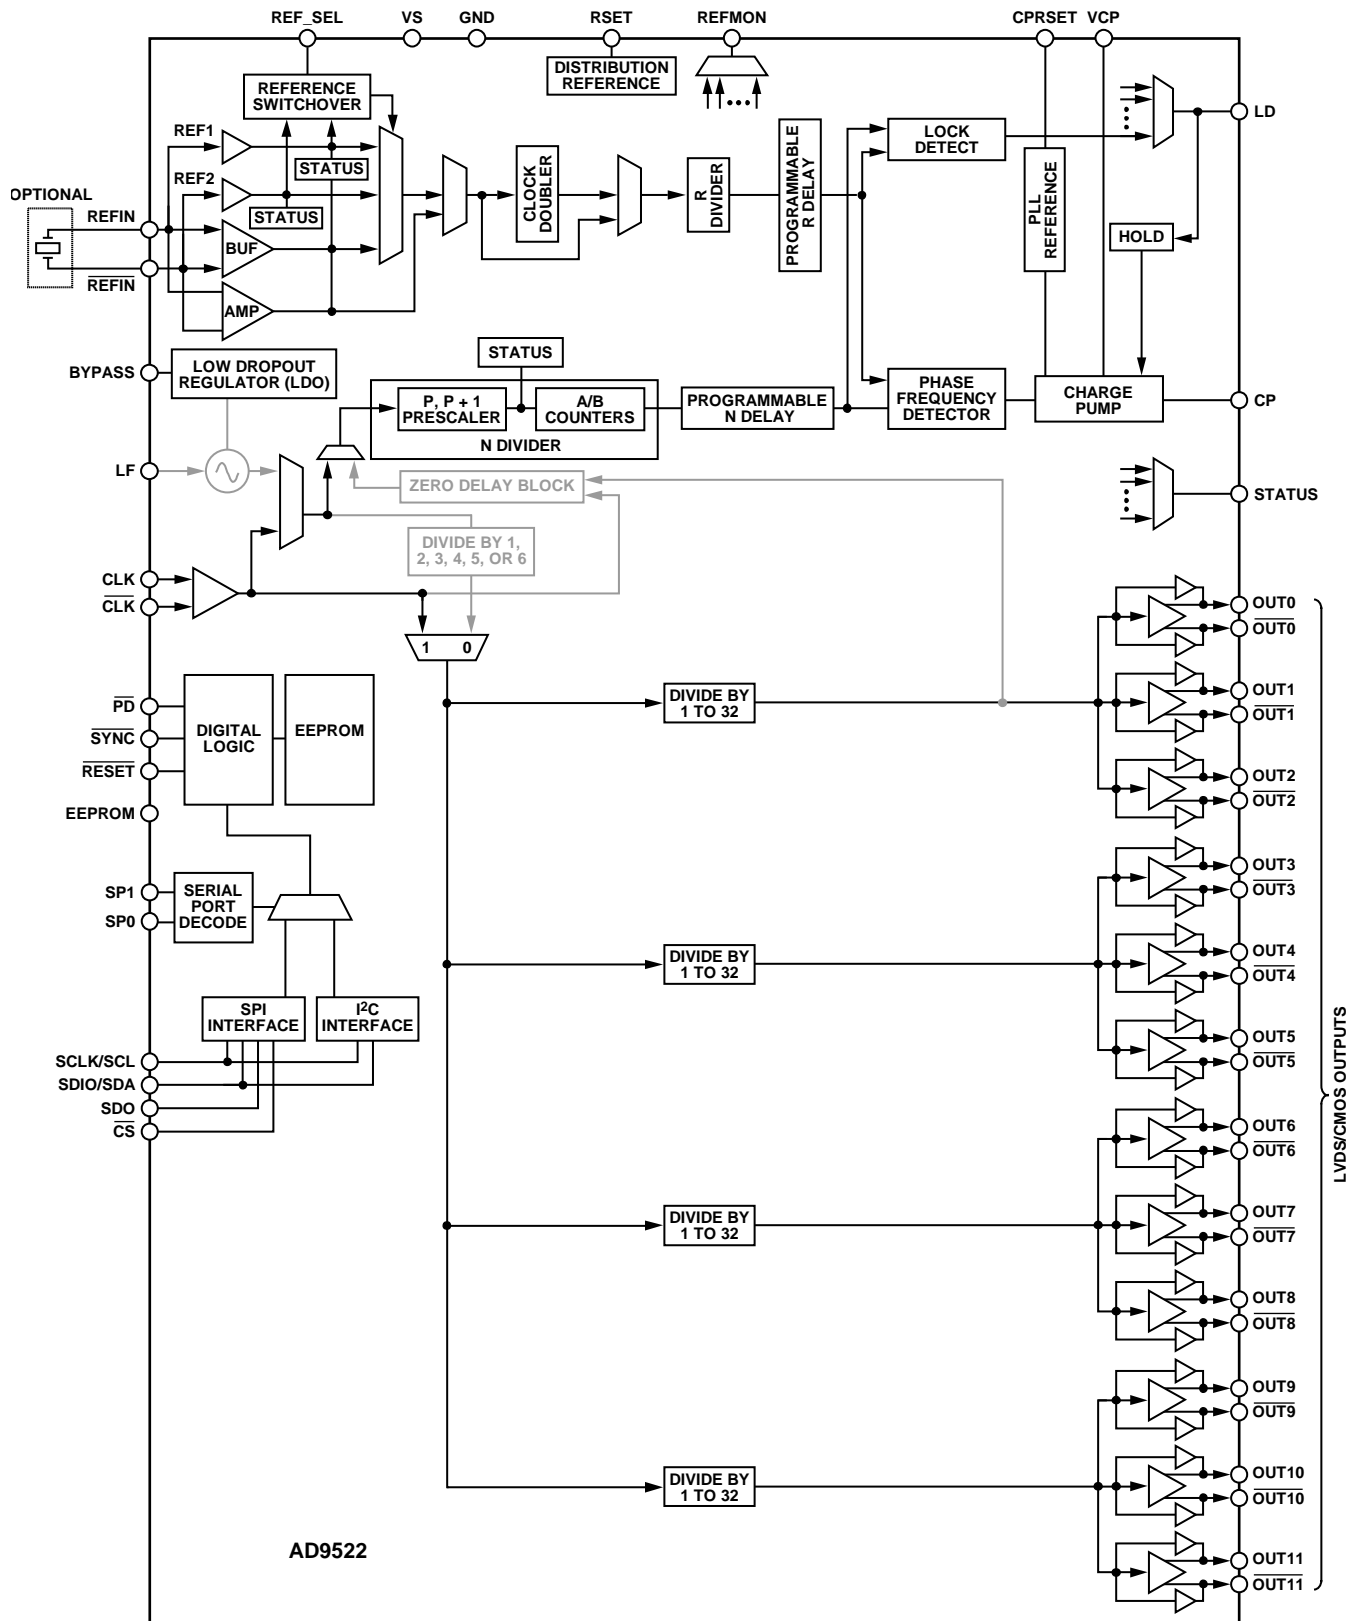 REF_SEL VS GND RSET REFMON CPRSET VCP
DISTRIBUTION
REFERENCE
REFERENCE
SWITCHOVER
REF1
STATUS
REF2
STATUS
OPTIONAL
REFIN
REFIN
BUF
AMP
CLOCK
DOUBLER
R
DIVIDER
PROGRAMMABLE
R DELAY
LOCK
DETECT
LD
PLL
REFERENCE
HOLD
BYPASS
LOW DROPOUT
REGULATOR (LDO)
STATUS
P, P + 1
PRESCALER
A/B
COUNTERS
N DIVIDER
PROGRAMMABLE
N DELAY
PHASE
FREQUENCY
DETECTOR
CHARGE
PUMP
CP
LF
ZERO DELAY BLOCK
STATUS
DIVIDE BY 1,
2, 3, 4, 5, OR 6
CLK
CLK
1 0
OUT0
OUT0
DIVIDE BY
1 TO 32
OUT1
OUT1
OUT2
OUT2
PD
SYNC
RESET
EEPROM
DIGITAL
LOGIC
EEPROM
SP1
SP0
SERIAL
PORT
DECODE
OUT3
OUT3
DIVIDE BY
1 TO 32
OUT4
OUT4
OUT5
OUT5
SPI
INTERFACE
I2C
INTERFACE
SCLK/SCL
SDIO/SDA
SDO
CS
LVDS/CMOS OUTPUTS
OUT6
OUT6
DIVIDE BY
1 TO 32
OUT7
OUT7
OUT8
OUT8
OUT9
OUT9
DIVIDE BY
1 TO 32
OUT10
OUT10
OUT11
OUT11
AD9522